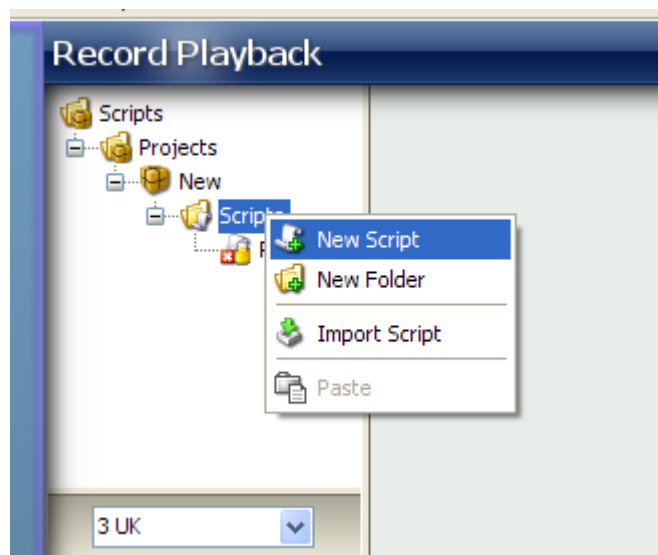 Record Playback
Scripts
Projects
New
Scripts
New Script
New Folder
Import Script
Paste
3 UK